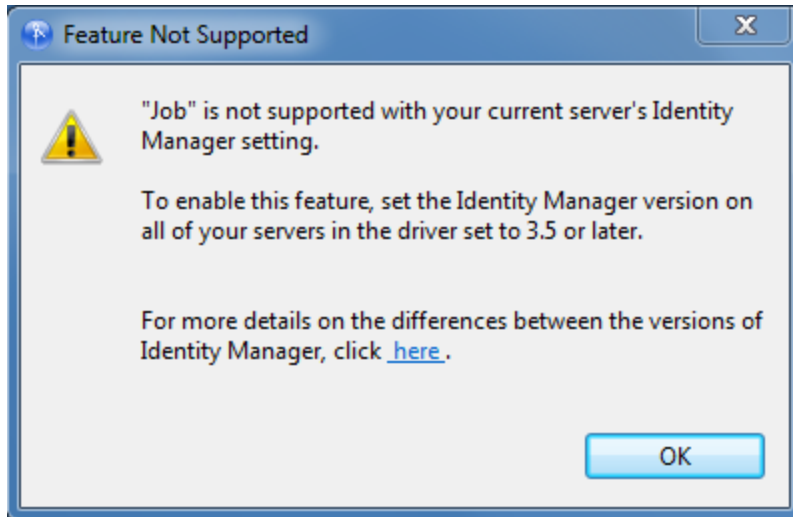 Feature Not Supported
"Job" is not supported with your current server's Identity
Manager setting.
To enable this feature, set the Identity Manager version on
all of your servers in the driver set to 3.5 or later.
For more details on the differences between the versions of
Identity Manager, click here .
OK